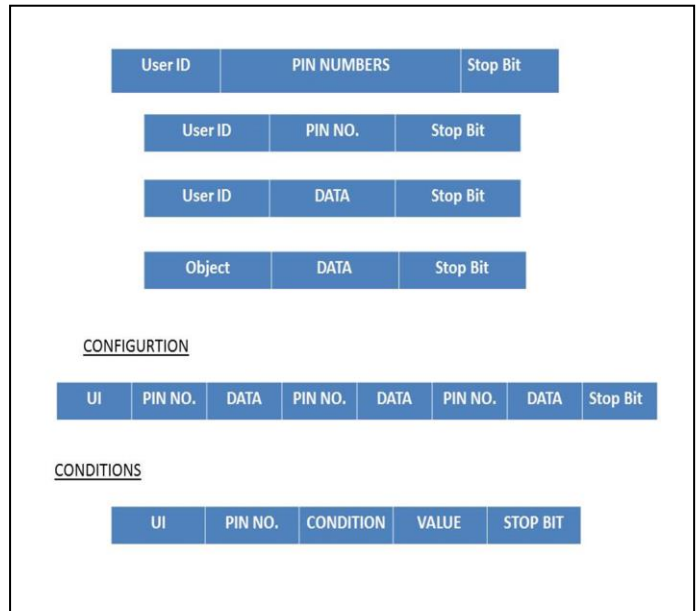 User ID PIN NUMBERS Stop Bit
User ID PIN NO. Stop Bit
User ID DATA Stop Bit
Object DATA Stop Bit
CONFIGURTION
UI PIN NO. DATA PIN NO. DATA PIN NO. DATA Stop Bit
CONDITIONS
UI PIN NO. CONDITION VALUE STOP BIT